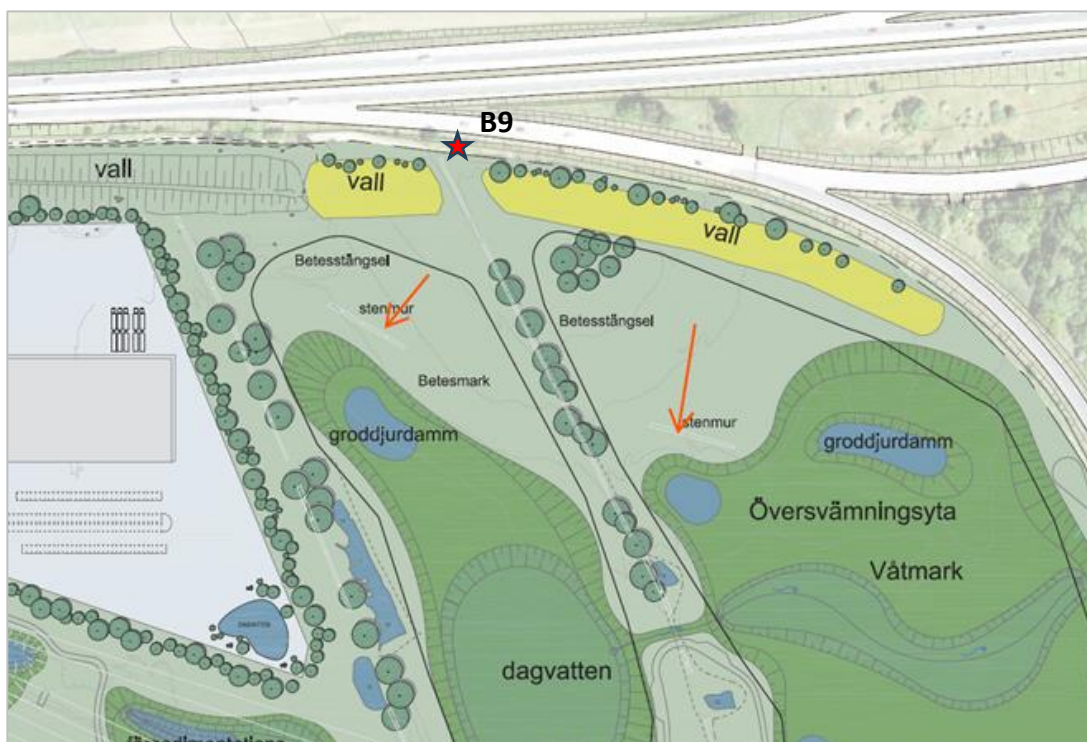 B9
vall
vall
vall
Betesstängsel
stenmur
Betesstängsel
Betesmark
stenmur
groddjurdamm
groddjurdamm
Översvämningsyta
Våtmark
dagvatten